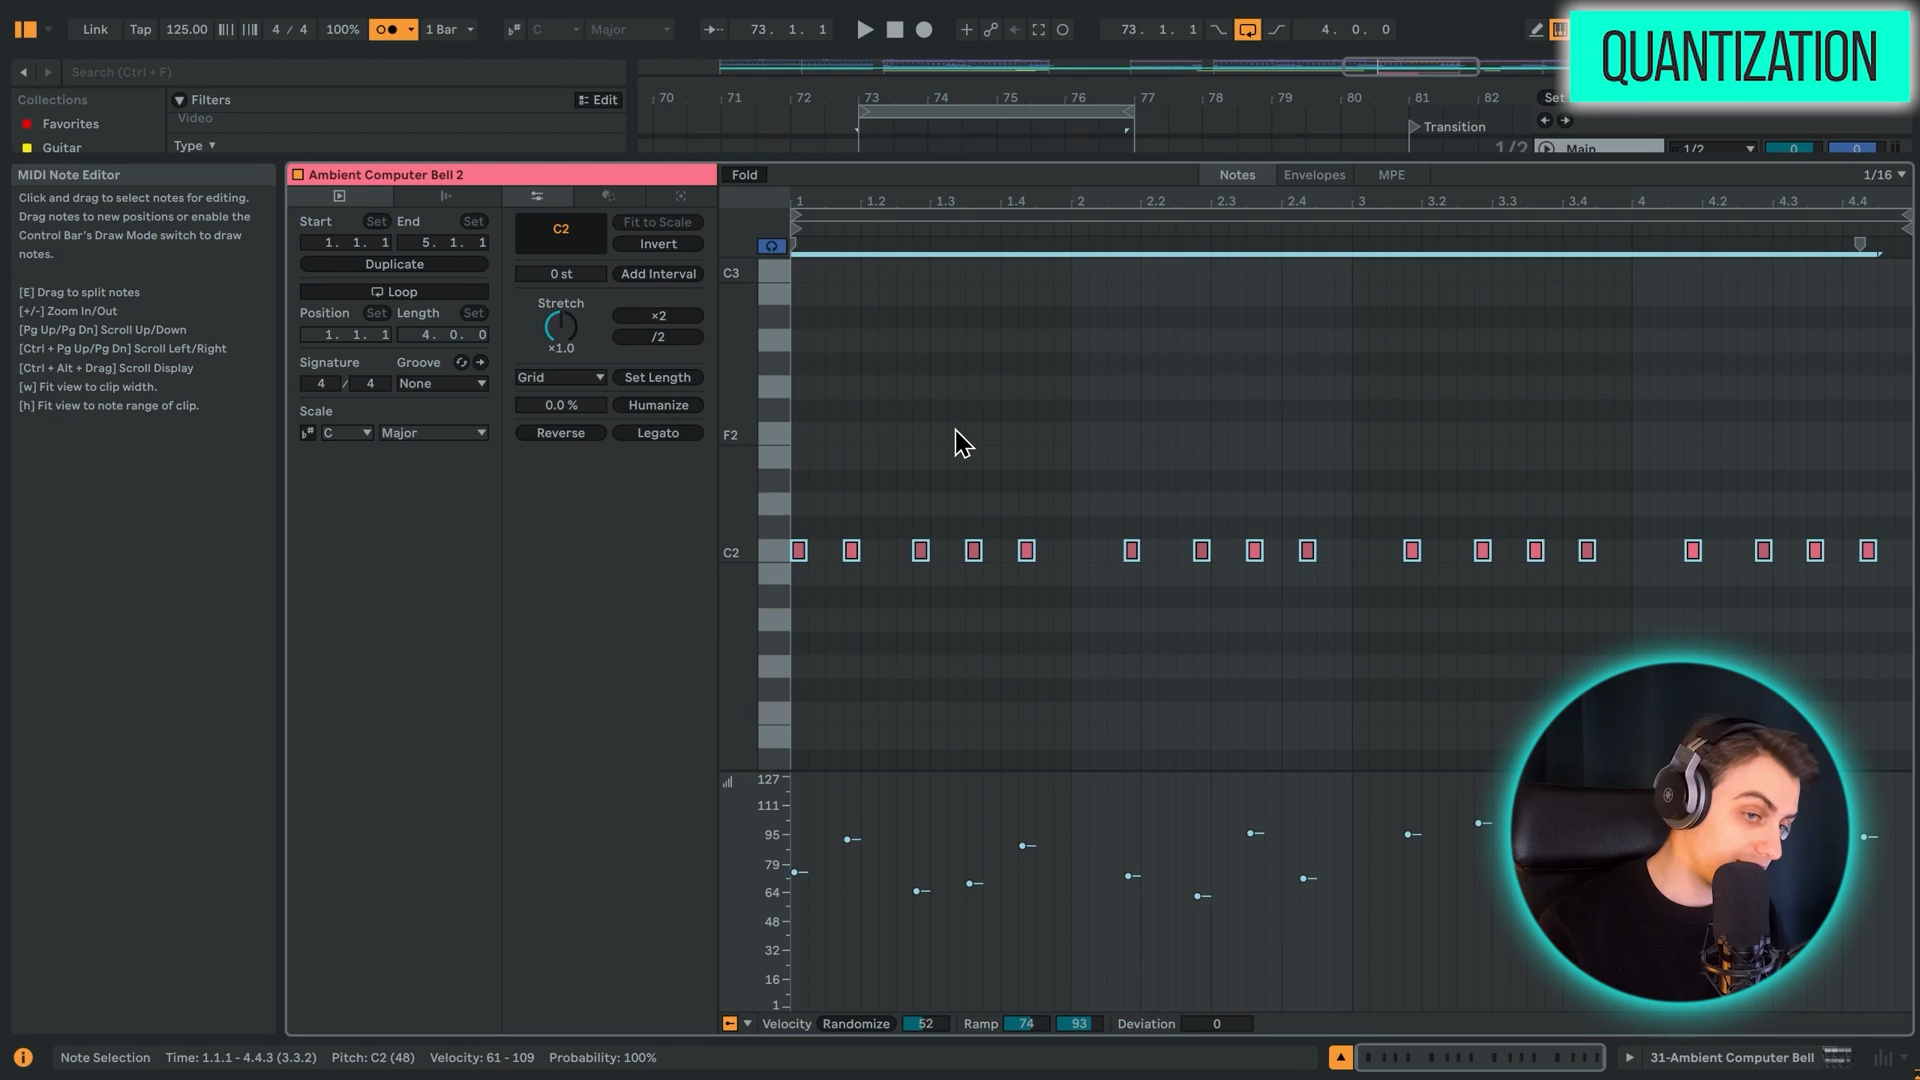 Link Tap 125.00 4 / 4 100% 1 Bar C Major 73. 1. 1 73. 1. 1 4. 0. 0
QUANTIZATION
Search (Ctrl + F)
Collections Filters Edit 70 71 72 73 74 75 76 77 78 79 80 81 82 Set
Favorites Video
Guitar Type Transition 1/2 Main 1/2 0 0
MIDI Note Editor
Click and drag to select notes for editing.
Drag notes to new positions or enable the
Control Bar's Draw Mode switch to draw
notes.
[E] Drag to split notes
[+/-] Zoom In/Out
[Pg Up/Pg Dn] Scroll Up/Down
[Ctrl + Pg Up/Pg Dn] Scroll Left/Right
[Ctrl + Alt + Drag] Scroll Display
[w] Fit view to clip width.
[h] Fit view to note range of clip.
Ambient Computer Bell 2
Start Set End Set
1. 1. 1 5. 1. 1
Duplicate
Loop
Position Set Length Set
1. 1. 1 4. 0. 0
Signature Groove
4 / 4 None
Scale
C Major
C2 Fit to Scale
Invert
0 st Add Interval
Stretch
×2
/2
×1.0
Grid Set Length
0.0 % Humanize
Reverse Legato
Fold Notes Envelopes MPE 1/16
1 1.2 1.3 1.4 2 2.2 2.3 2.4 3 3.2 3.3 3.4 4 4.2 4.3 4.4
C3
F2
C2
127
111
95
79
64
48
32
16
1
Velocity Randomize 52 Ramp 74 93 Deviation 0
Note Selection Time: 1.1.1 - 4.4.3 (3.3.2) Pitch: C2 (48) Velocity: 61 - 109 Probability: 100% 31-Ambient Computer Bell